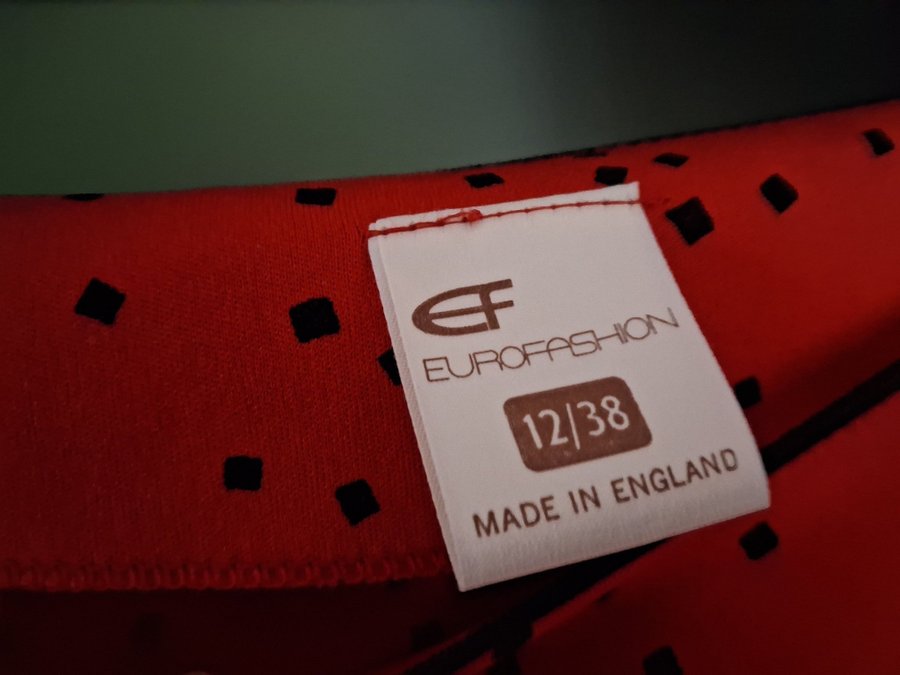 EF
EUROFASHION
12/38
MADE IN ENGLAND